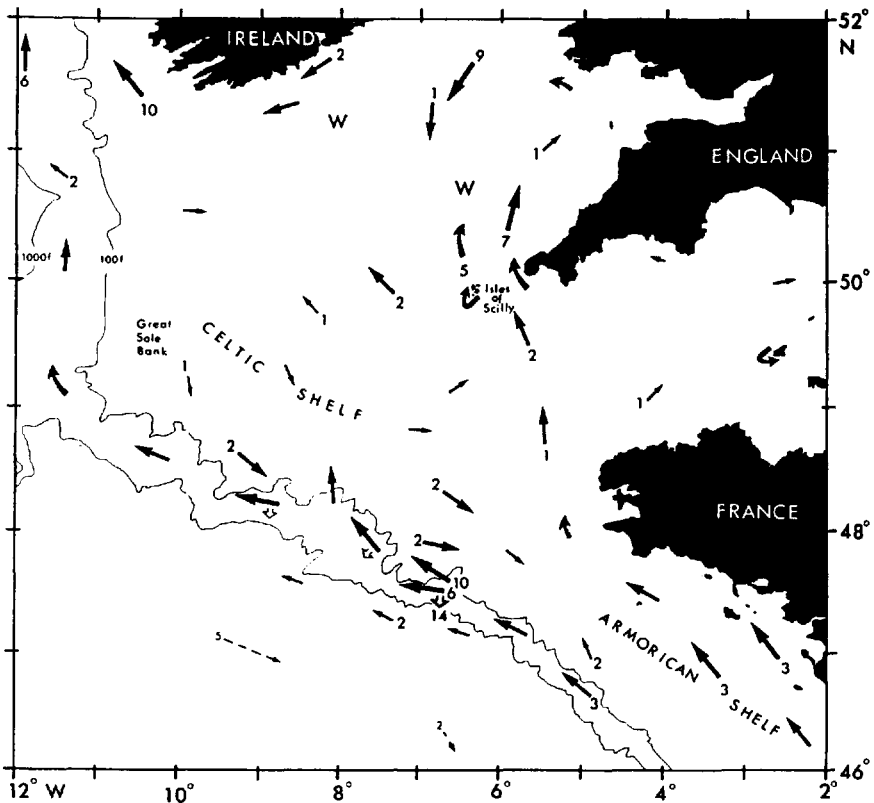 52°
N
IRELAND
2
9
6
10
1
W
1
ENGLAND
2
W
7
1000f
100f
5
50°
Isles
of
Scilly
2
1
Great
Sole
Bank
CELTIC
SHELF
2
1
1
1
2
2
FRANCE
48°
2
10
6
14
2
ARMORICAN
SHELF
5
2
3
3
3
2
46°
12° W
10°
8°
6°
4°
2°